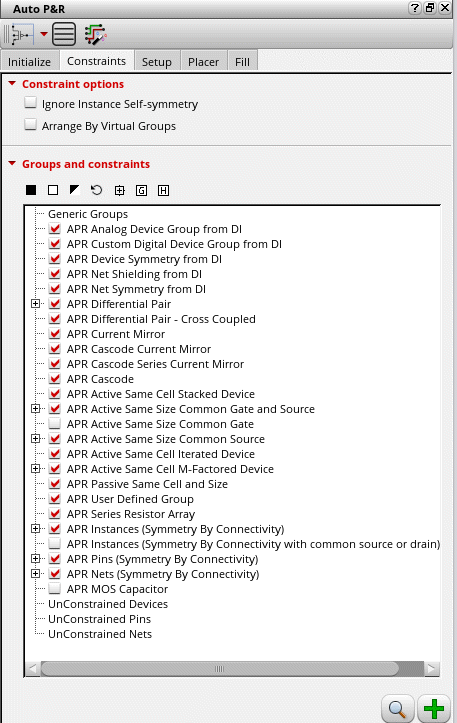 Auto P&R
Initialize Constraints Setup Placer Fill
Constraint options
Ignore Instance Self-symmetry
Arrange By Virtual Groups
Groups and constraints
G H
Generic Groups
APR Analog Device Group from DI
APR Custom Digital Device Group from DI
APR Device Symmetry from DI
APR Net Shielding from DI
APR Net Symmetry from DI
APR Differential Pair
APR Differential Pair - Cross Coupled
APR Current Mirror
APR Cascode Current Mirror
APR Cascode Series Current Mirror
APR Cascode
APR Active Same Cell Stacked Device
APR Active Same Size Common Gate and Source
APR Active Same Size Common Gate
APR Active Same Size Common Source
APR Active Same Cell Iterated Device
APR Active Same Cell M-Factored Device
APR Passive Same Cell and Size
APR User Defined Group
APR Series Resistor Array
APR Instances (Symmetry By Connectivity)
APR Instances (Symmetry By Connectivity with common source or drain)
APR Pins (Symmetry By Connectivity)
APR Nets (Symmetry By Connectivity)
APR MOS Capacitor
UnConstrained Devices
UnConstrained Pins
UnConstrained Nets